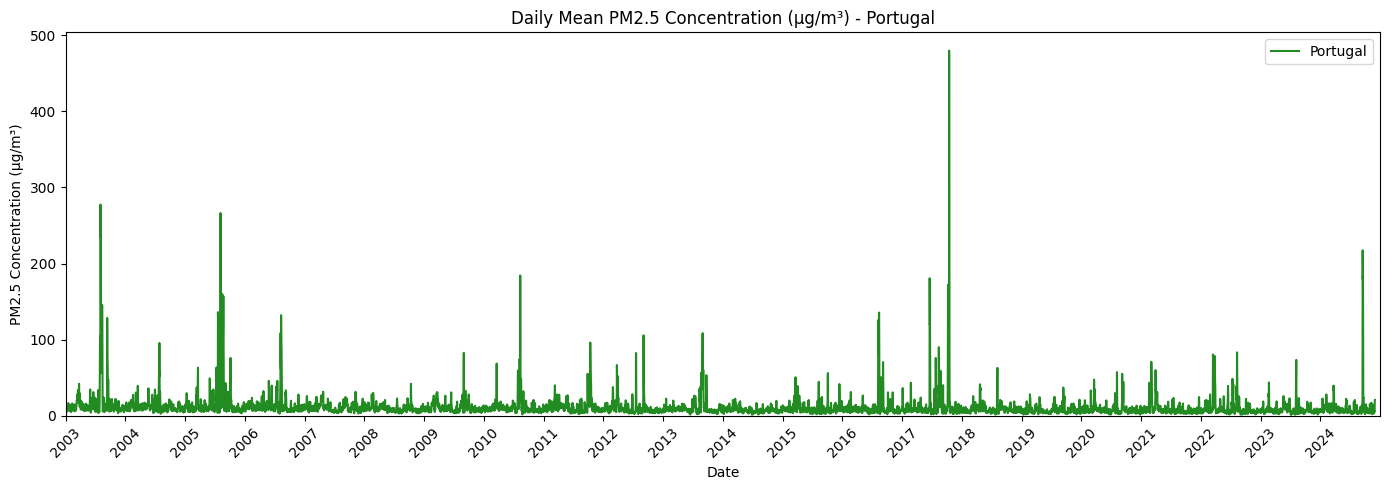 Daily Mean PM2.5 Concentration (µg/m³) - Portugal
Portugal
PM2.5 Concentration (µg/m³)
500
400
300
200
100
0
2003 2004 2005 2006 2007 2008 2009 2010 2011 2012 2013 2014 2015 2016 2017 2018 2019 2020 2021 2022 2023 2024
Date